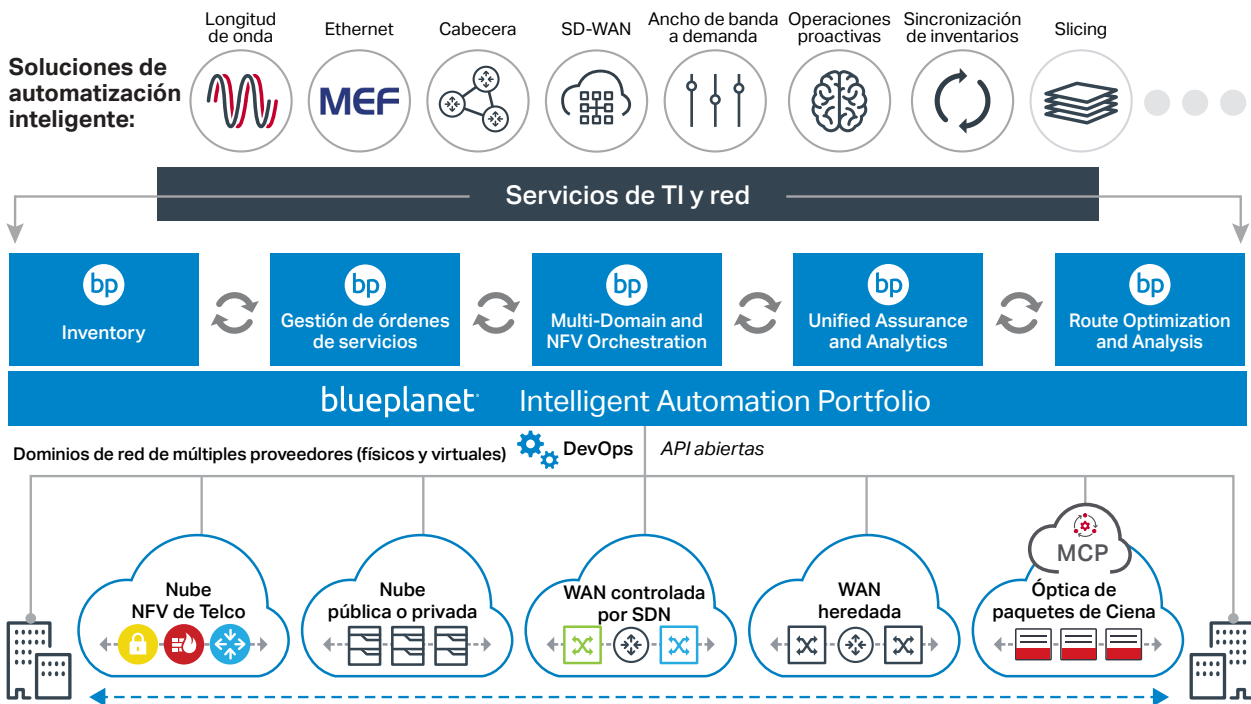 Soluciones de
automatización
inteligente:
Longitud
de onda
Ethernet
Cabecera
SD-WAN
Ancho de banda
a demanda
Operaciones
proactivas
Sincronización
de inventarios
Slicing
MEF
Servicios de TI y red
bp
Inventory
bp
Gestión de órdenes
de servicios
bp
Multi-Domain and
NFV Orchestration
bp
Unified Assurance
and Analytics
bp
Route Optimization
and Analysis
blueplanet Intelligent Automation Portfolio
Dominios de red de múltiples proveedores (físicos y virtuales)
DevOps
API abiertas
Nube
NFV de Telco
Nube
pública o privada
WAN controlada
por SDN
WAN
heredada
MCP
Óptica de
paquetes de Ciena